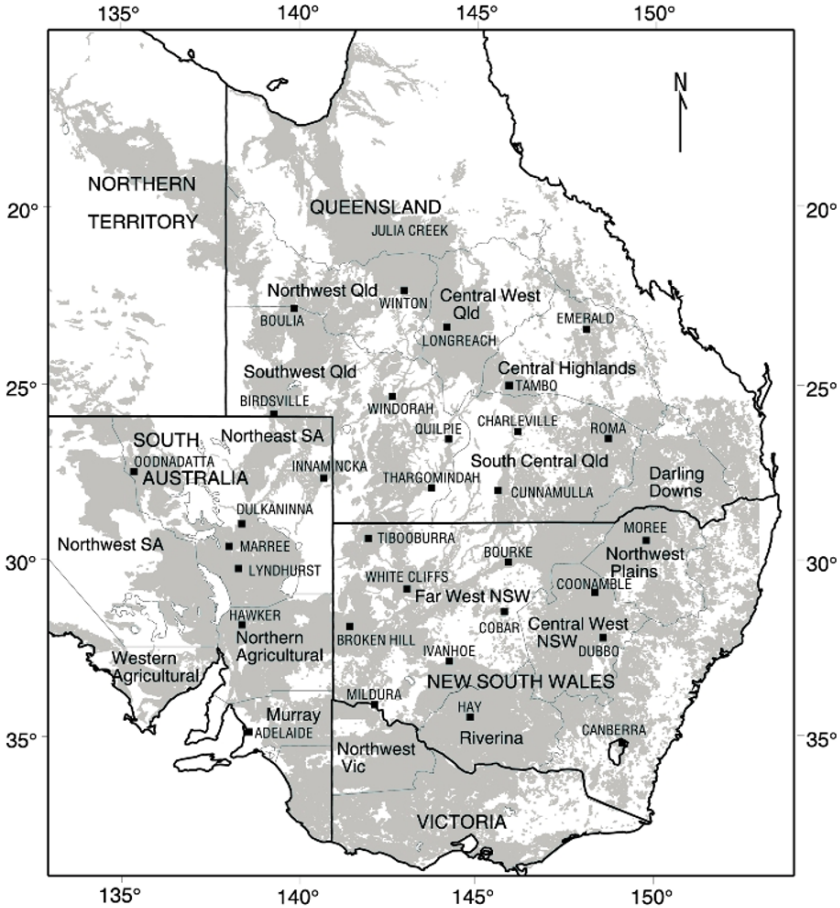 135° 140° 145° 150°
N
NORTHERN
TERRITORY
20° 20°
QUEENSLAND
JULIA CREEK
Northwest Qld
WINTON
Central West
Qld
BOULIA
LONGREACH
EMERALD
Southwest Qld
Central Highlands
25° 25°
TAMBO
BIRDSVILLE
WINDORAH
CHARLEVILLE
QUILPIE
ROMA
SOUTH
AUSTRALIA
Northeast SA
OODNADATTA
INNAMINCKA
South Central Qld
THARGOMINDAH
CUNNAMULLA
Darling
Downs
DULKANINNA
Northwest SA
MARREE
LYNDHURST
TIBOOBURRA
BOURKE
MOREE
Northwest
Plains
30° 30°
WHITE CLIFFS
Far West NSW
COONAMBLE
HAWKER
Northern
Agricultural
BROKEN HILL
COBAR
Central West
NSW
DUBBO
IVANHOE
Western
Agricultural
NEW SOUTH WALES
MILDURA
HAY
Murray
ADELAIDE
Riverina
CANBERRA
35° 35°
Northwest
Vic
VICTORIA
135° 140° 145° 150°